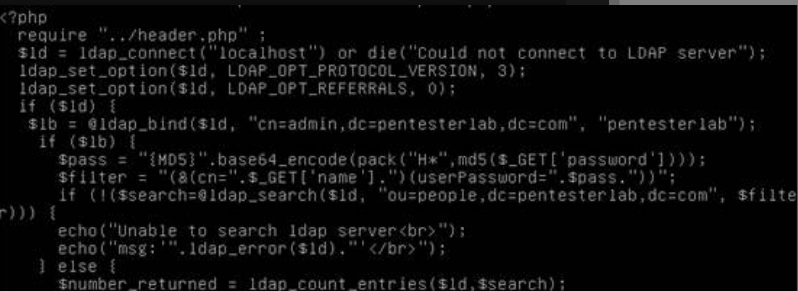 <?php
require "../header.php" ;
$ld = ldap_connect("localhost") or die("Could not connect to LDAP server");
ldap_set_option($ld, LDAP_OPT_PROTOCOL_VERSION, 3);
ldap_set_option($ld, LDAP_OPT_REFERRALS, 0);
if ($ld) {
$lb = @ldap_bind($ld, "cn=admin,dc=pentesterlab,dc=com", "pentesterlab");
if ($lb) {
$pass = "{MD5}".base64_encode(pack("H*",md5($_GET['password'])));
$filter = "(&(cn=".$_GET['name'].")(userPassword=".$pass."))";
if (!($search=@ldap_search($ld, "ou=people,dc=pentesterlab,dc=com", $filte
r))) {
echo("Unable to search ldap server<br>");
echo("msg:'".ldap_error($ld)."'</br>");
} else {
$number_returned = ldap_count_entries($ld,$search);